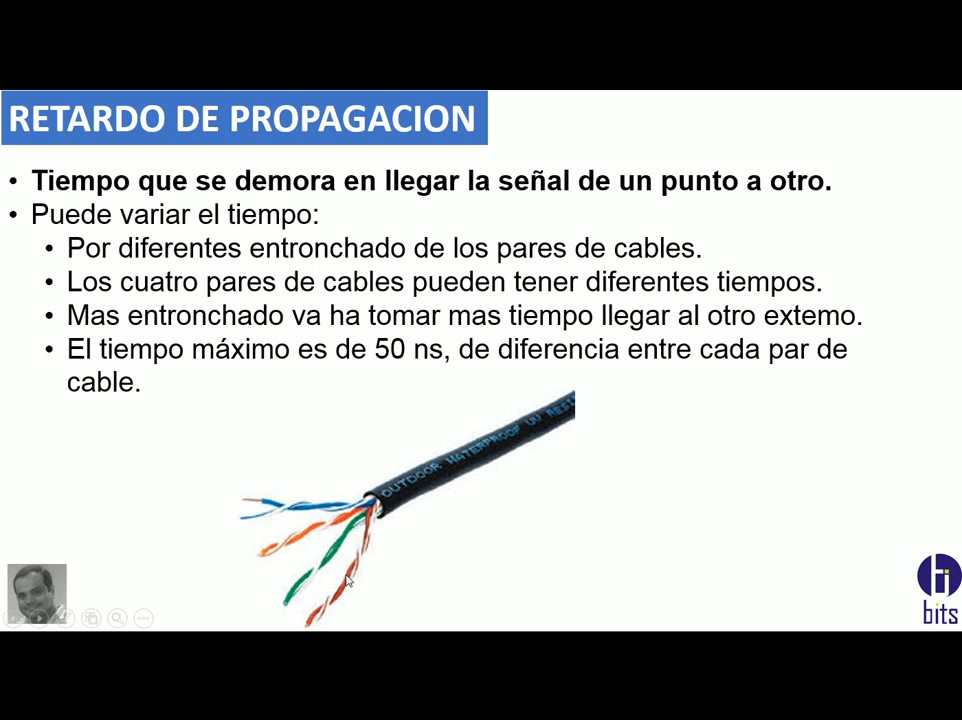 RETARDO DE PROPAGACION
• Tiempo que se demora en llegar la señal de un punto a otro.
• Puede variar el tiempo:
• Por diferentes entronchado de los pares de cables.
• Los cuatro pares de cables pueden tener diferentes tiempos.
• Mas entronchado va ha tomar mas tiempo llegar al otro extemo.
• El tiempo máximo es de 50 ns, de diferencia entre cada par de
cable.
OUTDOOR WATERPROOF UV RESI
bits